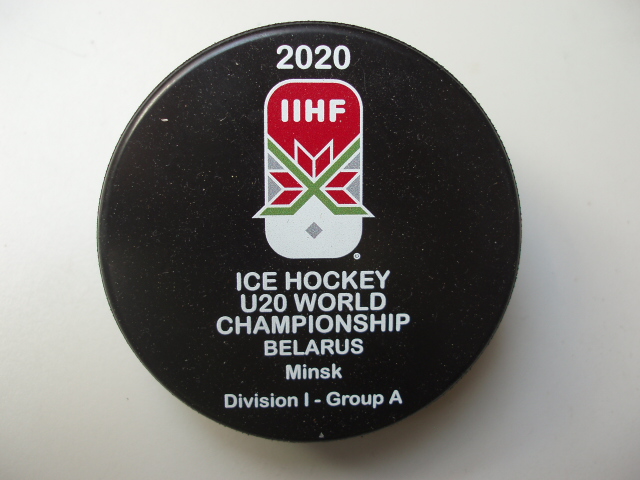 2020
IIHF
®
ICE HOCKEY
U20 WORLD
CHAMPIONSHIP
BELARUS
Minsk
Division I - Group A